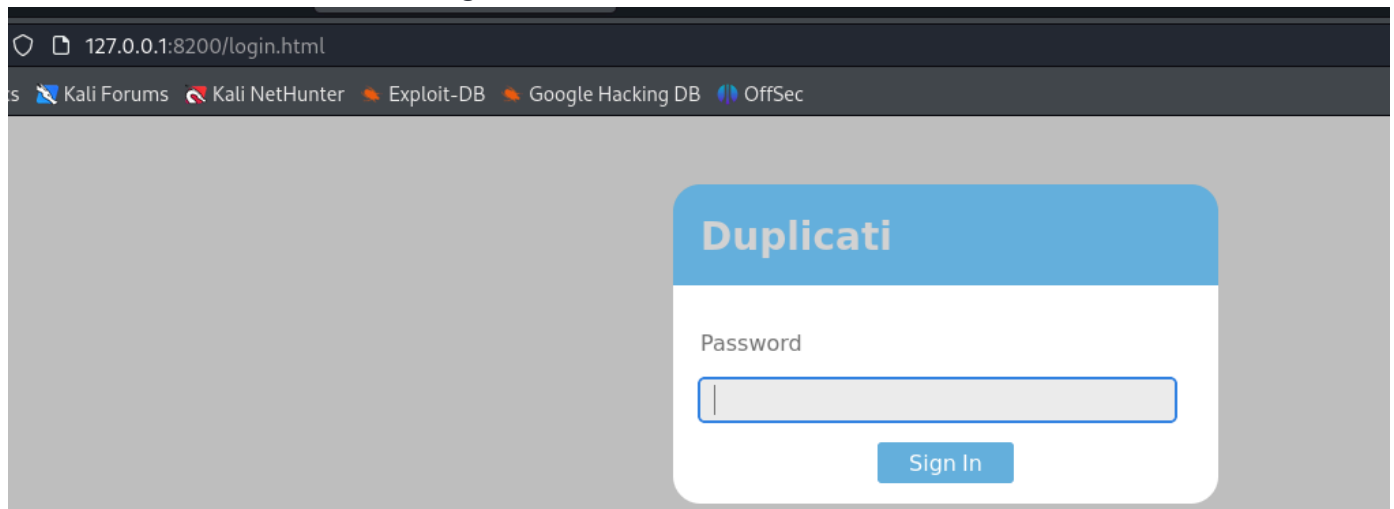 127.0.0.1:8200/login.html
Kali Forums Kali NetHunter Exploit-DB Google Hacking DB OffSec
Duplicati
Password
Sign In